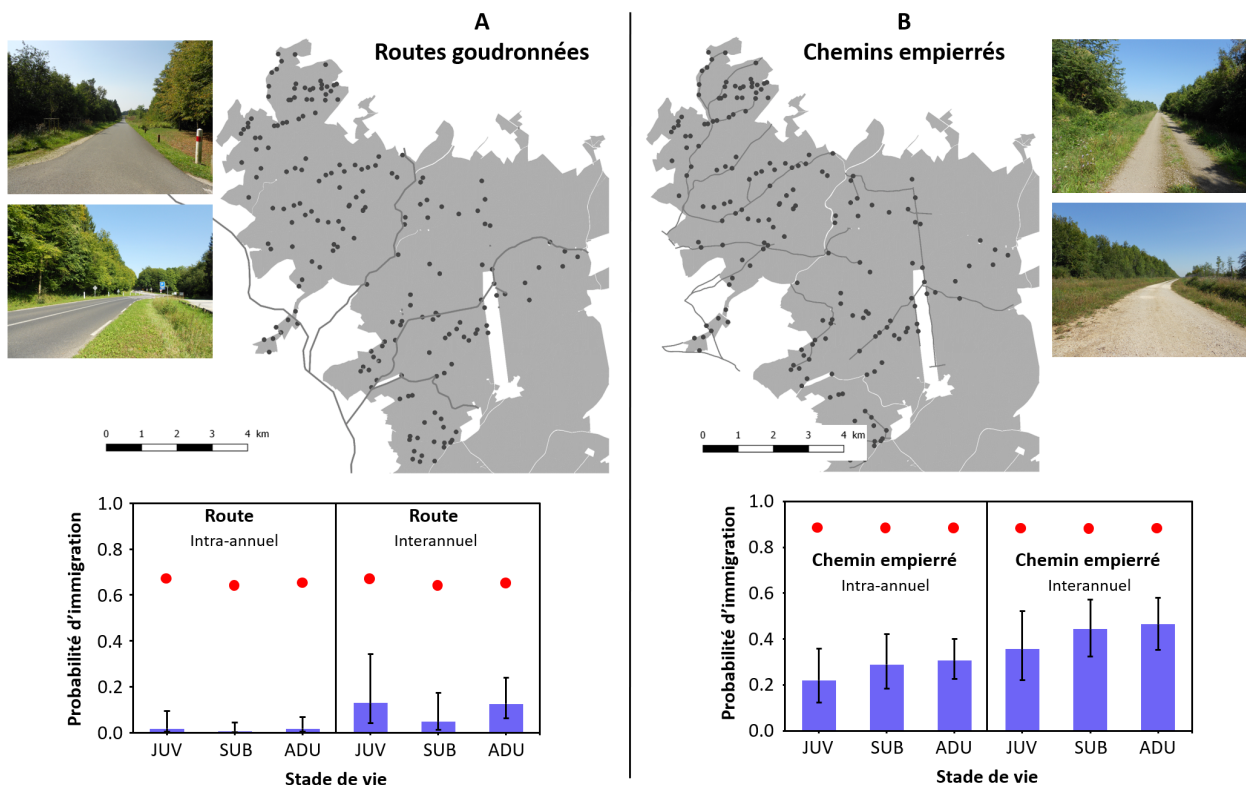 A
Routes goudronnées
0 1 2 3 4 km
1.0
0.8
0.6
0.4
0.2
0.0
Probabilité d'immigration
Route
Intra-annuel
Route
Interannuel
JUV SUB ADU JUV SUB ADU
Stade de vie
B
Chemins empierrés
0 1 2 3 4 km
1.0
0.8
0.6
0.4
0.2
0.0
Probabilité d'immigration
Chemin empierré
Intra-annuel
Chemin empierré
Interannuel
JUV SUB ADU JUV SUB ADU
Stade de vie